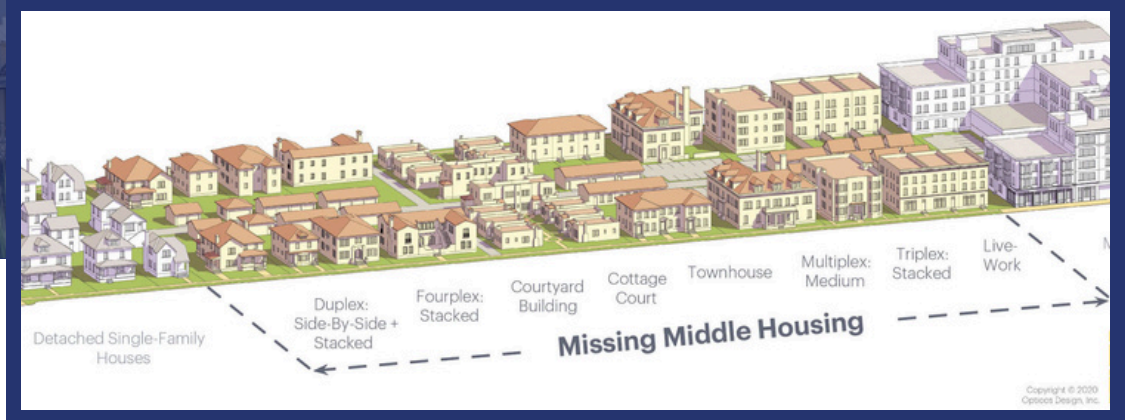 Detached Single-Family
Houses
Duplex:
Side-By-Side +
Stacked
Fourplex:
Stacked
Courtyard
Building
Cottage
Court
Townhouse
Multiplex:
Medium
Triplex:
Stacked
Live-
Work
M
Missing Middle Housing
Copyright © 2020
Opticos Design, Inc.